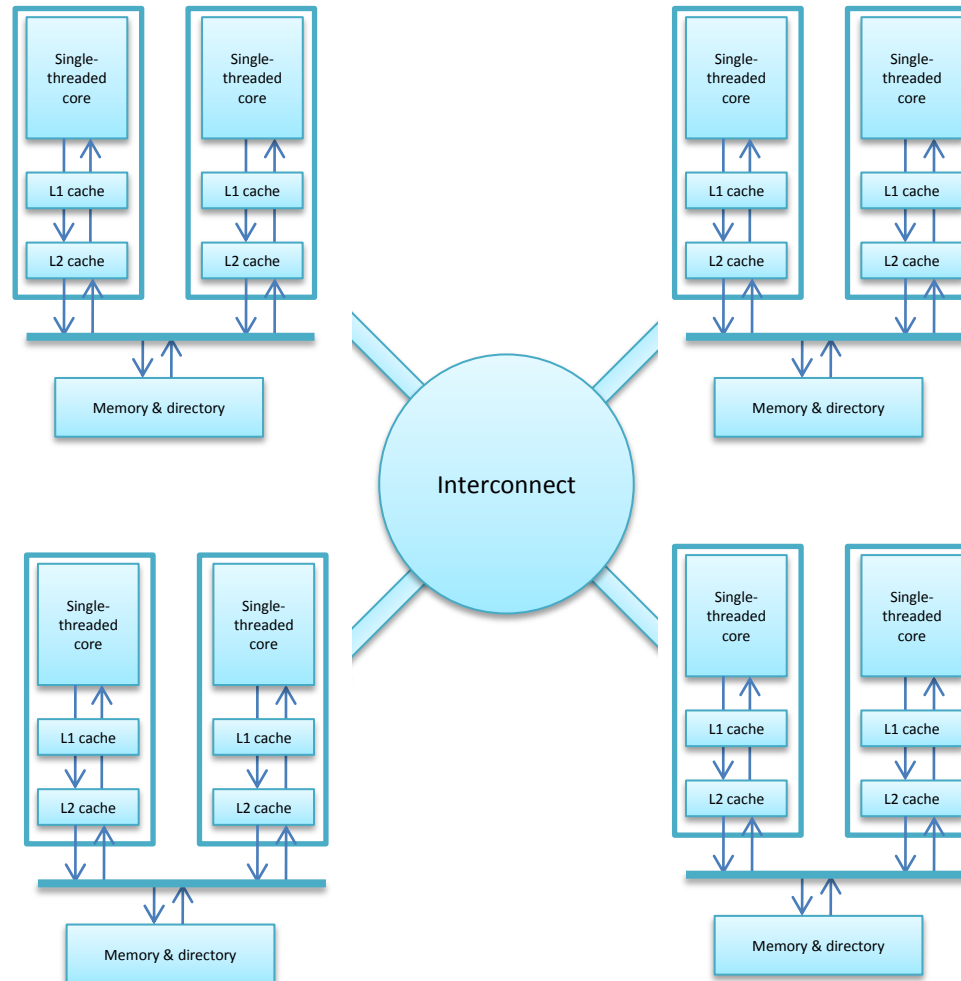 Single-
threaded
core
L1 cache
L2 cache
Single-
threaded
core
L1 cache
L2 cache
Memory & directory
Single-
threaded
core
L1 cache
L2 cache
Single-
threaded
core
L1 cache
L2 cache
Memory & directory
Interconnect
Single-
threaded
core
L1 cache
L2 cache
Single-
threaded
core
L1 cache
L2 cache
Memory & directory
Single-
threaded
core
L1 cache
L2 cache
Single-
threaded
core
L1 cache
L2 cache
Memory & directory